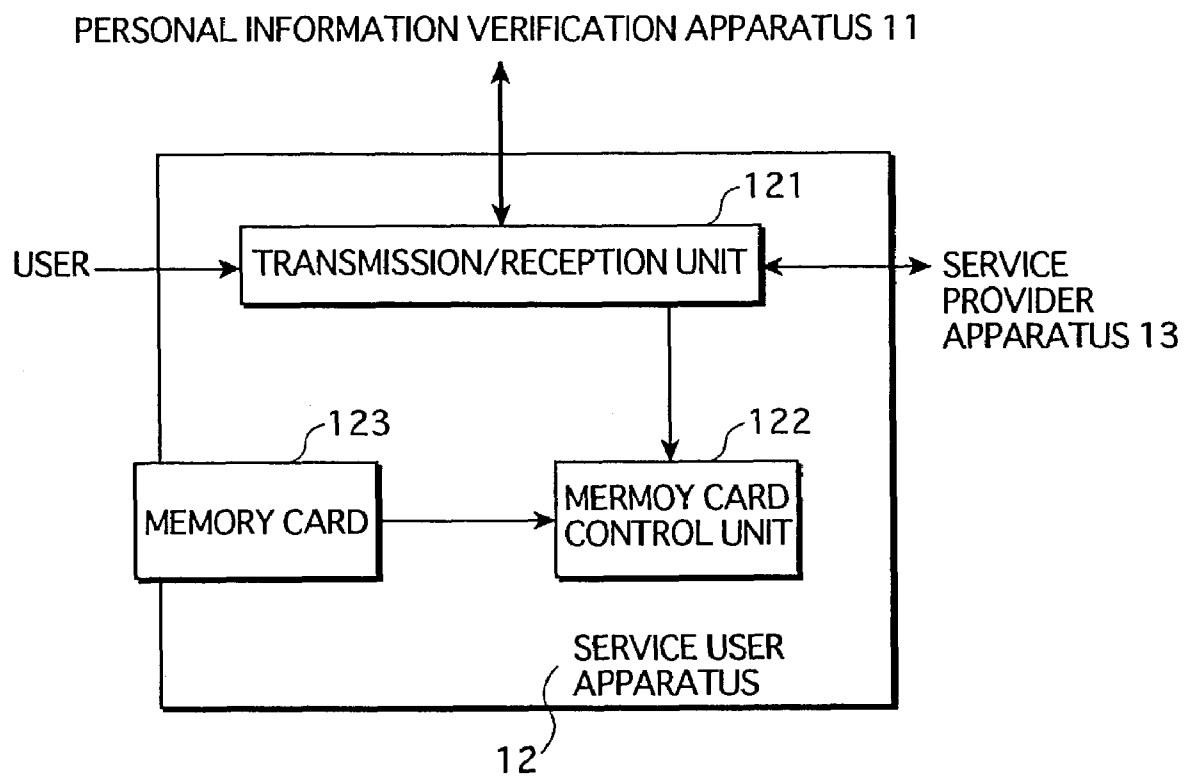 PERSONAL INFORMATION VERIFICATION APPARATUS 11
121
USER
TRANSMISSION/RECEPTION UNIT
SERVICE
PROVIDER
APPARATUS 13
123
122
MEMORY CARD
MERMOY CARD
CONTROL UNIT
SERVICE USER
APPARATUS
12